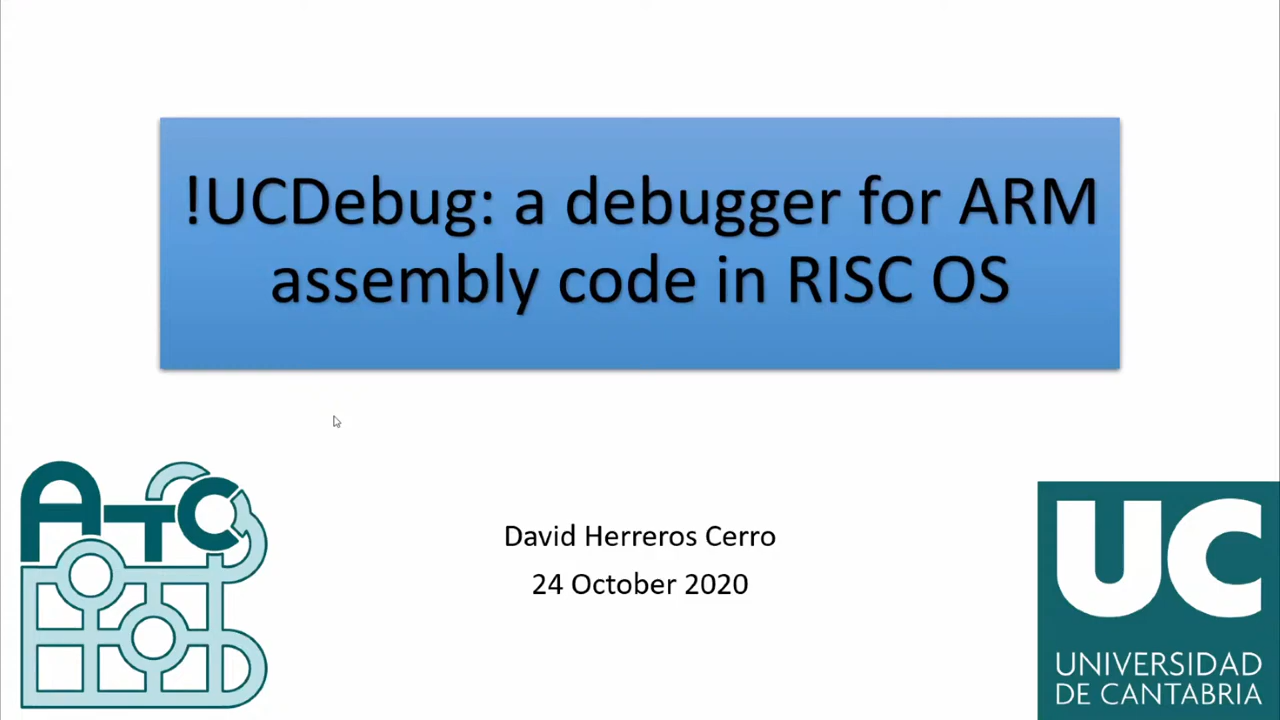 !UCDebug: a debugger for ARM
assembly code in RISC OS
ATC
David Herreros Cerro
24 October 2020
UC
UNIVERSIDAD
DE CANTABRIA